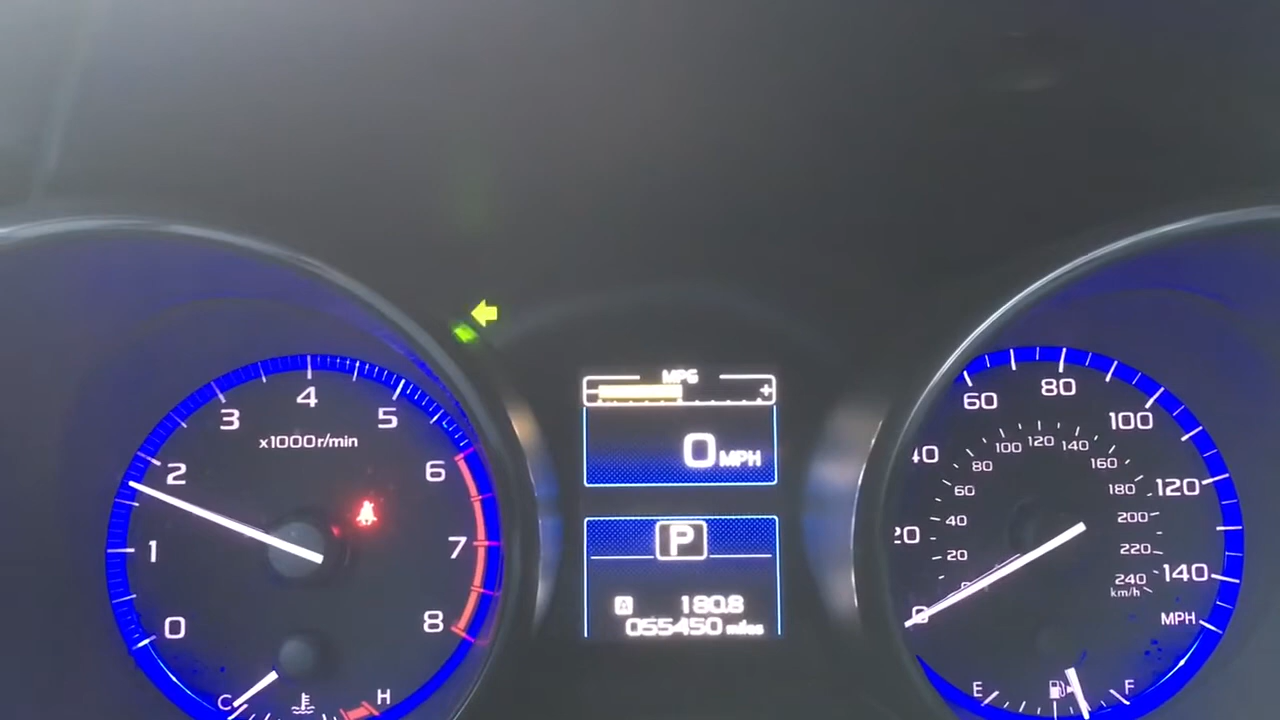 0 1 2 3 4 5 6 7 8
x1000r/min
C H
MPG
+
0 MPH
P
A 180.8
055450 miles
0 20 40 60 80 100 120 140
MPH
20 40 60 80 100 120 140 160 180 200 220 240
km/h
E F